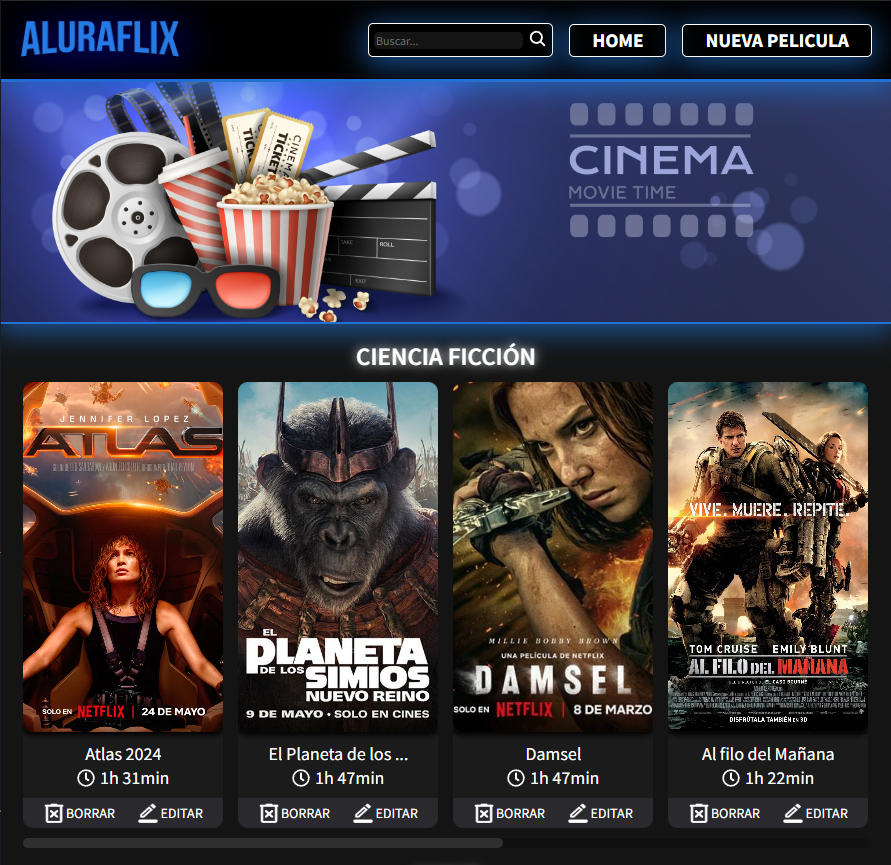 ALURAFLIX
Buscar...
HOME
NUEVA PELICULA
CINEMA
TICKET
CINEMA
MOVIE TIME
TAKE
ROLL
EXIT
CIENCIA FICCIÓN
JENNIFER LOPEZ
ATLAS
SOLO EN NETFLIX | 24 DE MAYO
EL
PLANETA
DE LOS SIMIOS
NUEVO REINO
9 DE MAYO • SOLO EN CINES
MILLIE BOBBY BROWN
UNA PELÍCULA DE NETFLIX
DAMSEL
SOLO EN NETFLIX | 8 DE MARZO
VIVE. MUERE. REPITE.
TOM CRUISE EMILY BLUNT
AL FILO DEL MAÑANA
DISFRÚTALA TAMBIÉN EN 3D
Atlas 2024
1h 31min
BORRAR
EDITAR
El Planeta de los ...
1h 47min
BORRAR
EDITAR
Damsel
1h 47min
BORRAR
EDITAR
Al filo del Mañana
1h 22min
BORRAR
EDITAR